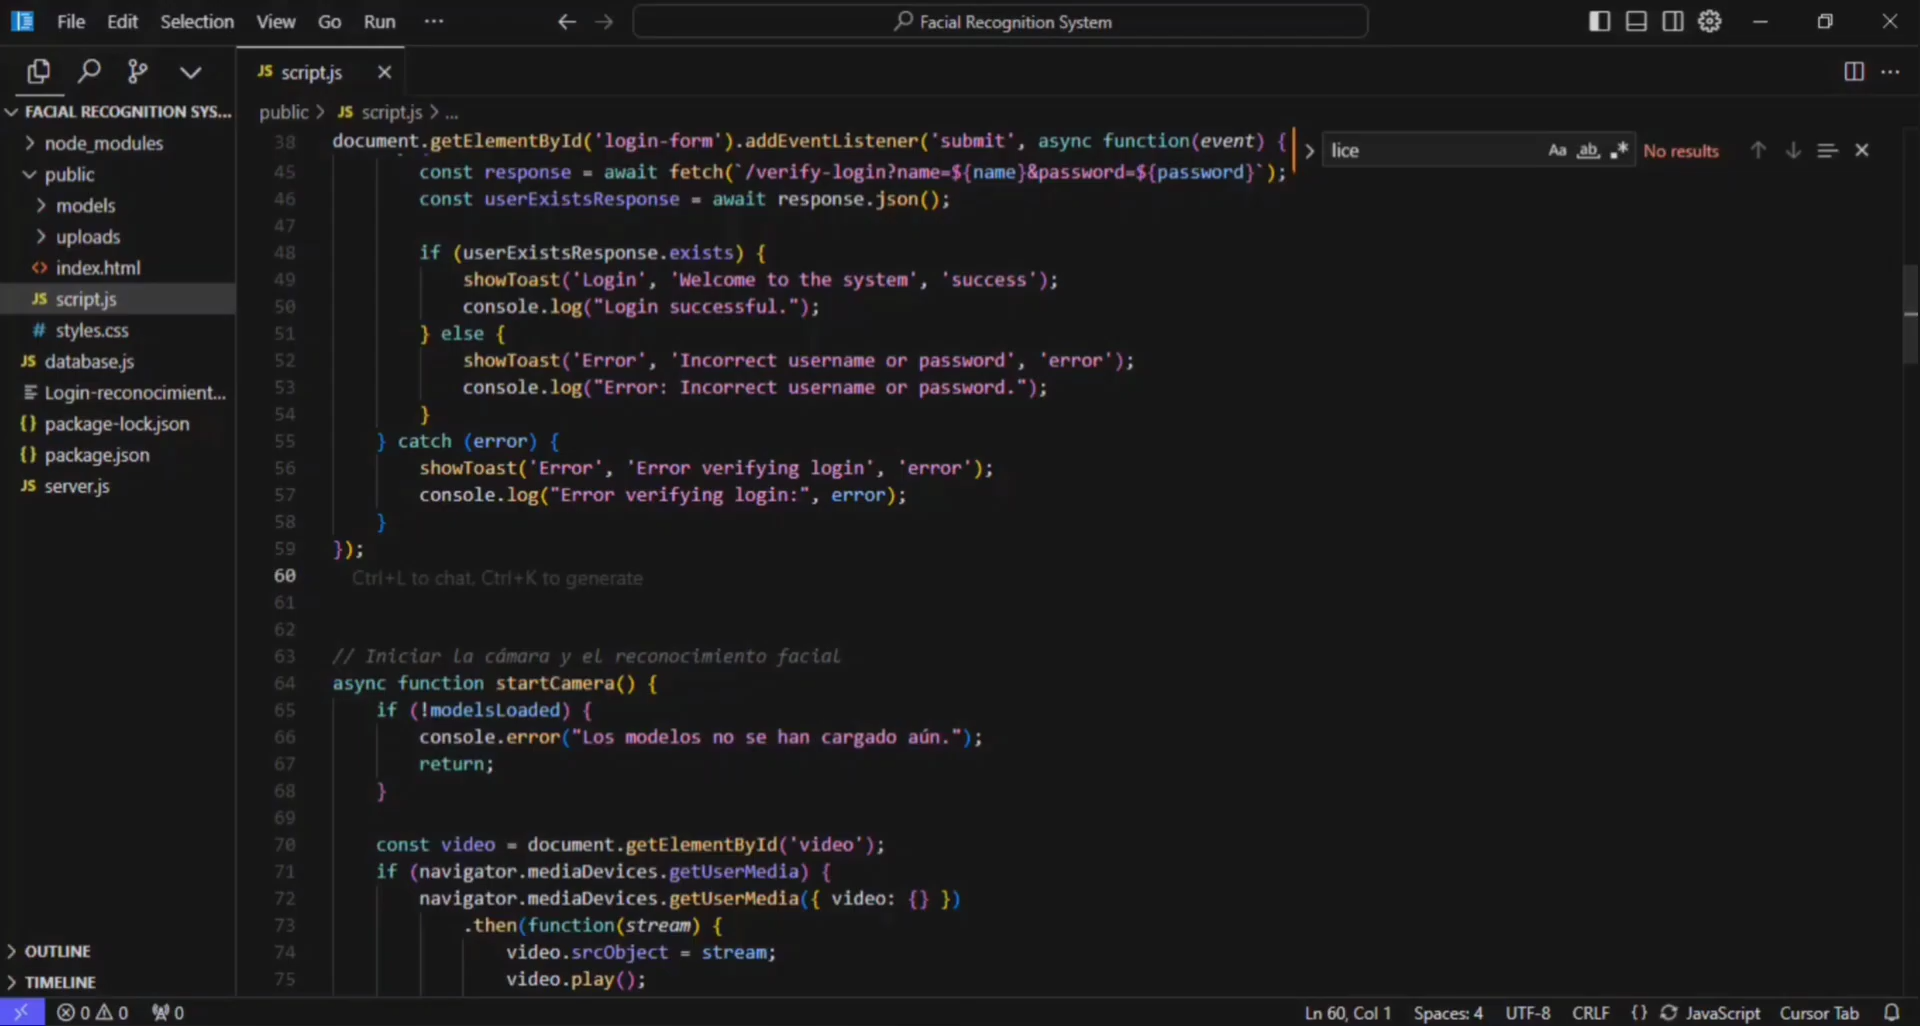 File Edit Selection View Go Run ··· Facial Recognition System
JS script.js
FACIAL RECOGNITION SYS...
node_modules
public
models
uploads
index.html
JS script.js
# styles.css
JS database.js
Login-reconocimient...
{} package-lock.json
{} package.json
JS server.js
OUTLINE
TIMELINE
public > JS script.js > ...
lice Aa ab .* No results
38 document.getElementById('login-form').addEventListener('submit', async function(event) {
45 const response = await fetch(`/verify-login?name=${name}&password=${password}`);
46 const userExistsResponse = await response.json();
47
48 if (userExistsResponse.exists) {
49 showToast('Login', 'Welcome to the system', 'success');
50 console.log("Login successful.");
51 } else {
52 showToast('Error', 'Incorrect username or password', 'error');
53 console.log("Error: Incorrect username or password.");
54 }
55 } catch (error) {
56 showToast('Error', 'Error verifying login', 'error');
57 console.log("Error verifying login:", error);
58 }
59 });
60 Ctrl+L to chat, Ctrl+K to generate
61
62
63 // Iniciar la cámara y el reconocimiento facial
64 async function startCamera() {
65 if (!modelsLoaded) {
66 console.error("Los modelos no se han cargado aún.");
67 return;
68 }
69
70 const video = document.getElementById('video');
71 if (navigator.mediaDevices.getUserMedia) {
72 navigator.mediaDevices.getUserMedia({ video: {} })
73 .then(function(stream) {
74 video.srcObject = stream;
75 video.play();
0 0 0 Ln 60, Col 1 Spaces: 4 UTF-8 CRLF {} JavaScript Cursor Tab